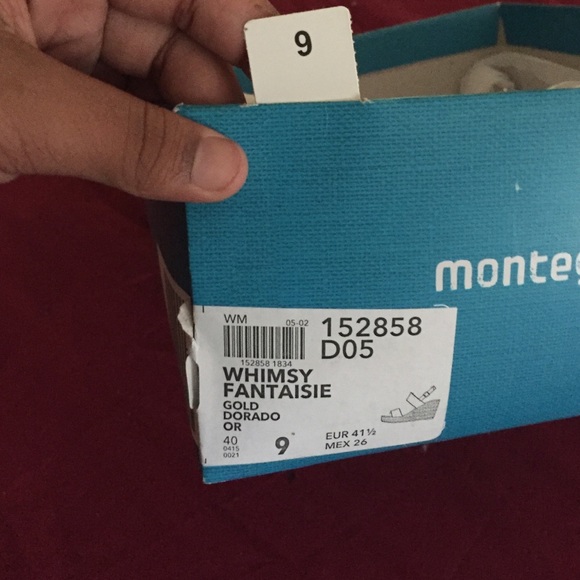 9
monteg
WM
05-02
152858
D05
152858 1834
WHIMSY
FANTAISIE
GOLD
DORADO
OR
40
0415
0021
9
EUR 41½
MEX 26